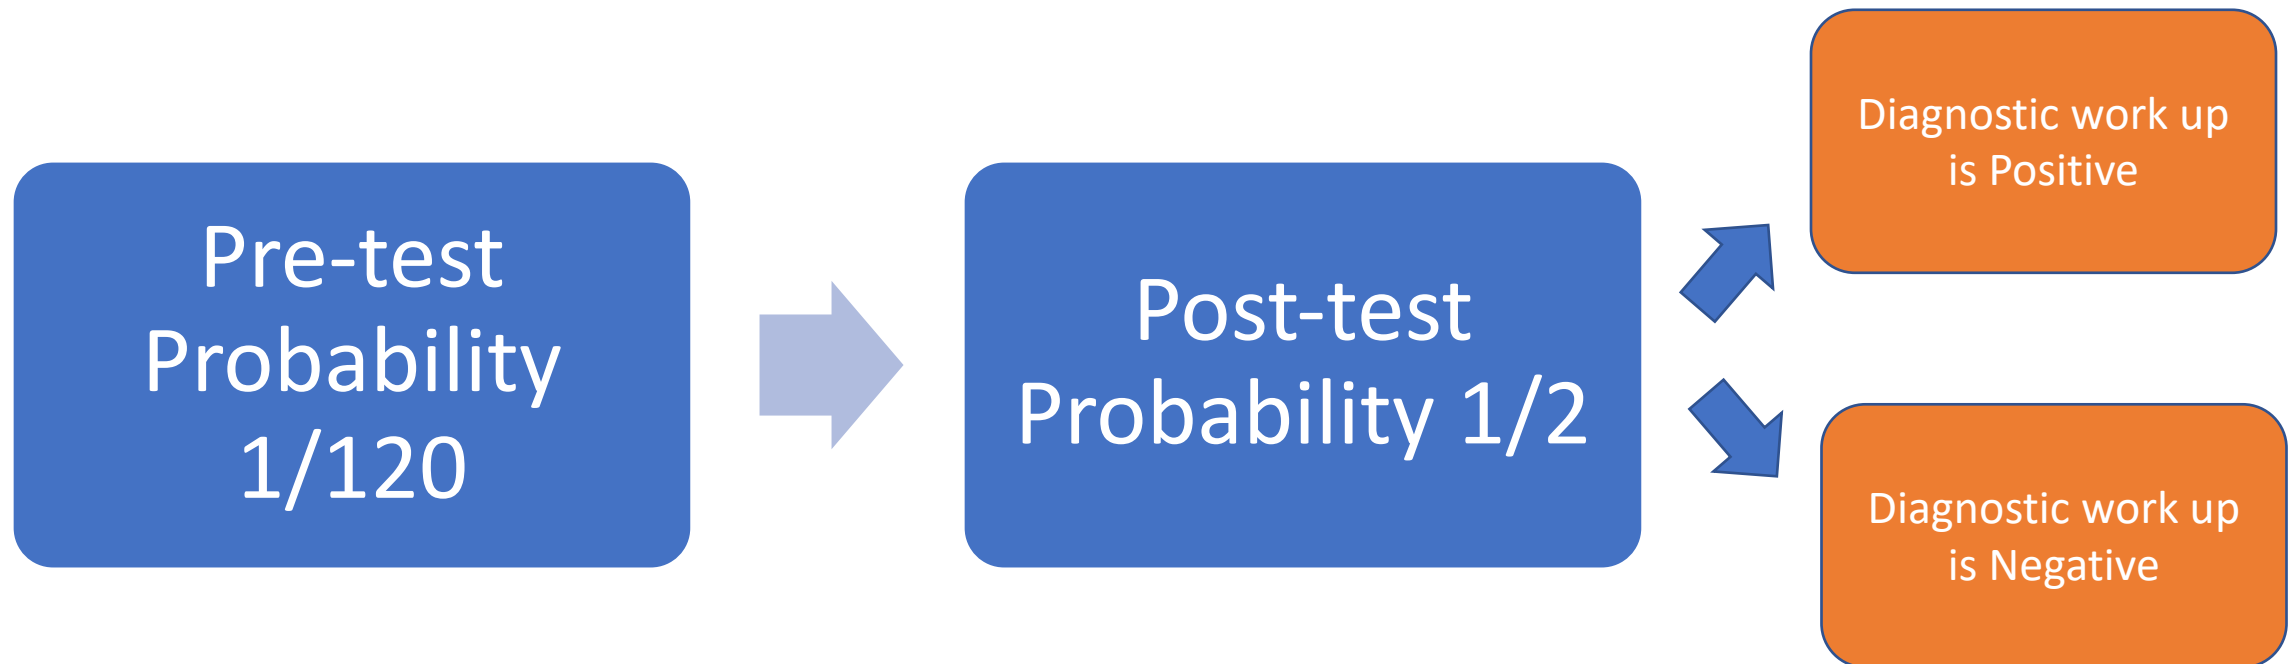 Pre-test
Probability
1/120
Post-test
Probability 1/2
Diagnostic work up
is Positive
Diagnostic work up
is Negative